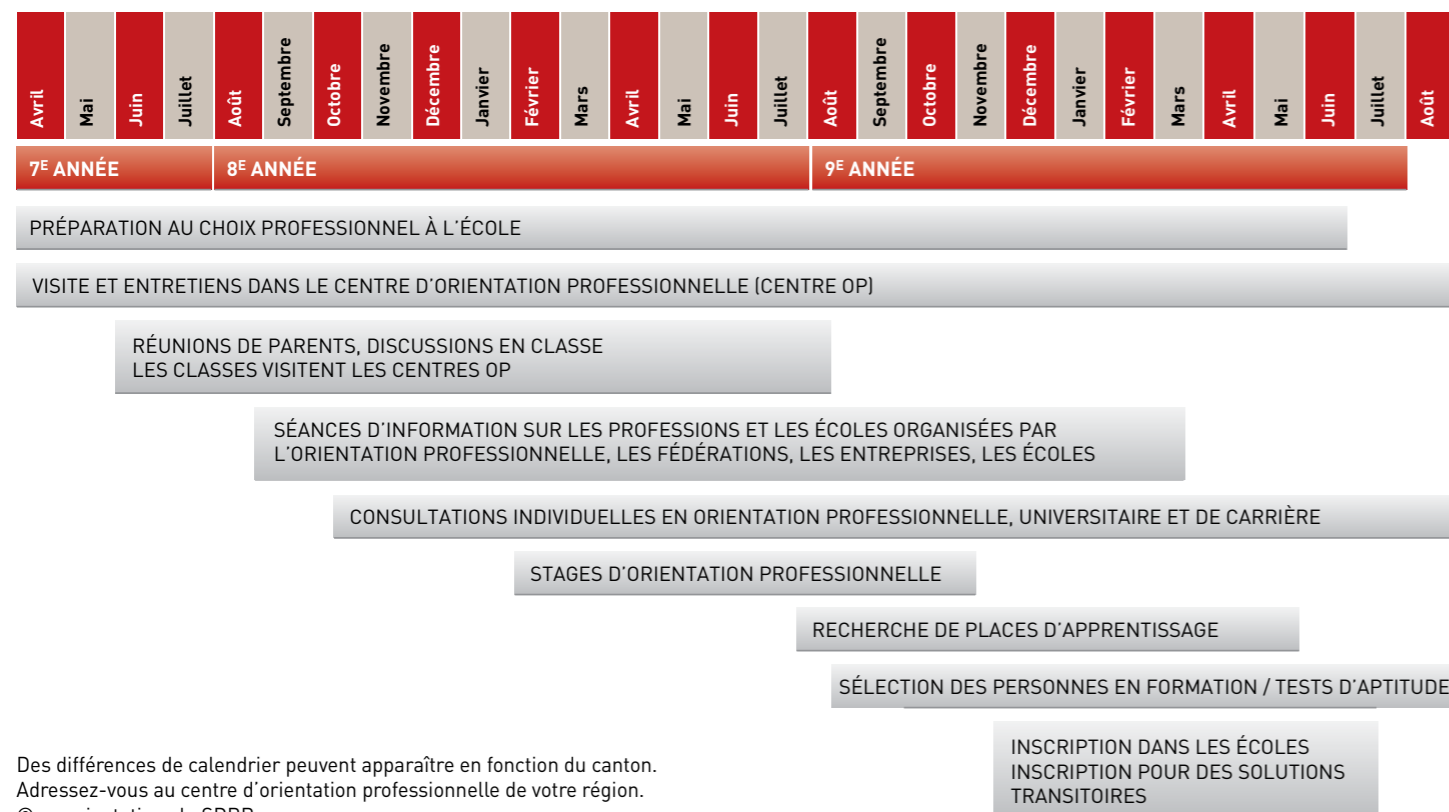 Avril Mai Juin Juillet Août Septembre Octobre Novembre Décembre Janvier Février Mars Avril Mai Juin Juillet Août Septembre Octobre Novembre Décembre Janvier Février Mars Avril Mai Juin Juillet Août
7E ANNÉE 8E ANNÉE 9E ANNÉE
PRÉPARATION AU CHOIX PROFESSIONNEL À L'ÉCOLE
VISITE ET ENTRETIENS DANS LE CENTRE D'ORIENTATION PROFESSIONNELLE (CENTRE OP)
RÉUNIONS DE PARENTS, DISCUSSIONS EN CLASSE
LES CLASSES VISITENT LES CENTRES OP
SÉANCES D'INFORMATION SUR LES PROFESSIONS ET LES ÉCOLES ORGANISÉES PAR
L'ORIENTATION PROFESSIONNELLE, LES FÉDÉRATIONS, LES ENTREPRISES, LES ÉCOLES
CONSULTATIONS INDIVIDUELLES EN ORIENTATION PROFESSIONNELLE, UNIVERSITAIRE ET DE CARRIÈRE
STAGES D'ORIENTATION PROFESSIONNELLE
RECHERCHE DE PLACES D'APPRENTISSAGE
SÉLECTION DES PERSONNES EN FORMATION / TESTS D'APTITUDE
INSCRIPTION DANS LES ÉCOLES
INSCRIPTION POUR DES SOLUTIONS
TRANSITOIRES
Des différences de calendrier peuvent apparaître en fonction du canton.
Adressez-vous au centre d'orientation professionnelle de votre région.